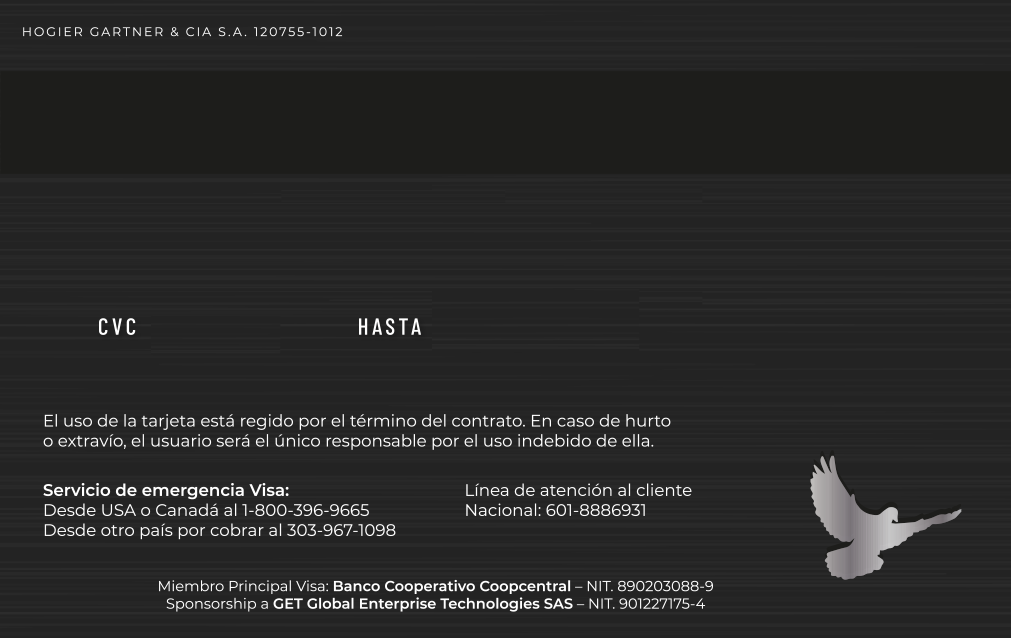 HOGIER GARTNER & CIA S.A. 120755-1012
CVC HASTA
El uso de la tarjeta está regido por el término del contrato. En caso de hurto
o extravío, el usuario será el único responsable por el uso indebido de ella.
Servicio de emergencia Visa:
Desde USA o Canadá al 1-800-396-9665
Desde otro país por cobrar al 303-967-1098
Línea de atención al cliente
Nacional: 601-8886931
Miembro Principal Visa: Banco Cooperativo Coopcentral – NIT. 890203088-9
Sponsorship a GET Global Enterprise Technologies SAS – NIT. 901227175-4